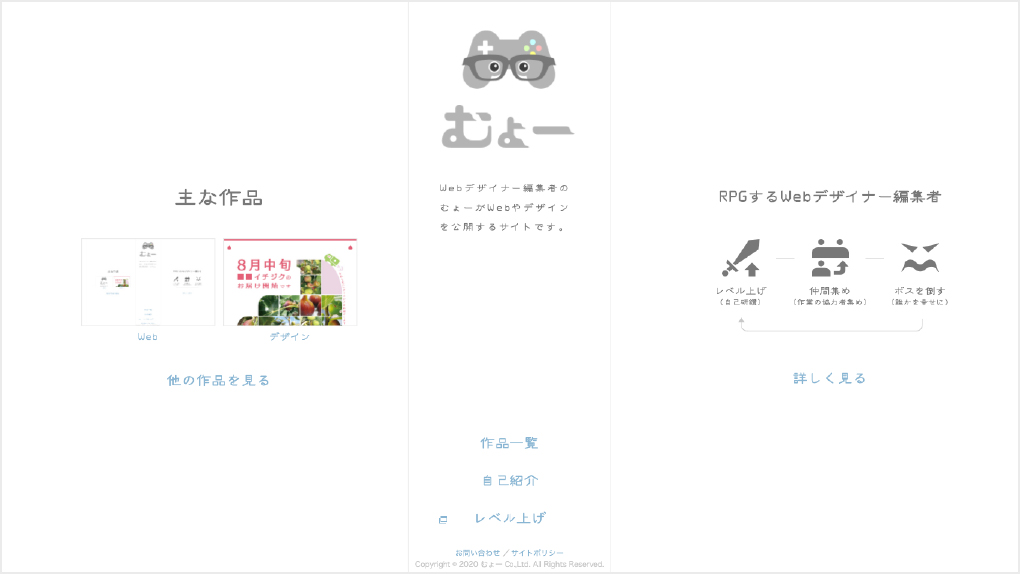 主な作品
8月中旬
イチジクの
お届け開始
Web
デザイン
他の作品を見る
むょー
Webデザイナー編集者の
むょーがWebやデザイン
を公開するサイトです。
作品一覧
自己紹介
レベル上げ
お問い合わせ / サイトポリシー
Copyright © 2020 むょー Co,Ltd. All Rights Reserved.
RPGするWebデザイナー編集者
レベル上げ
(自己研鑽)
仲間集め
(作業の協力者集め)
ボスを倒す
(誰かを幸せに)
詳しく見る